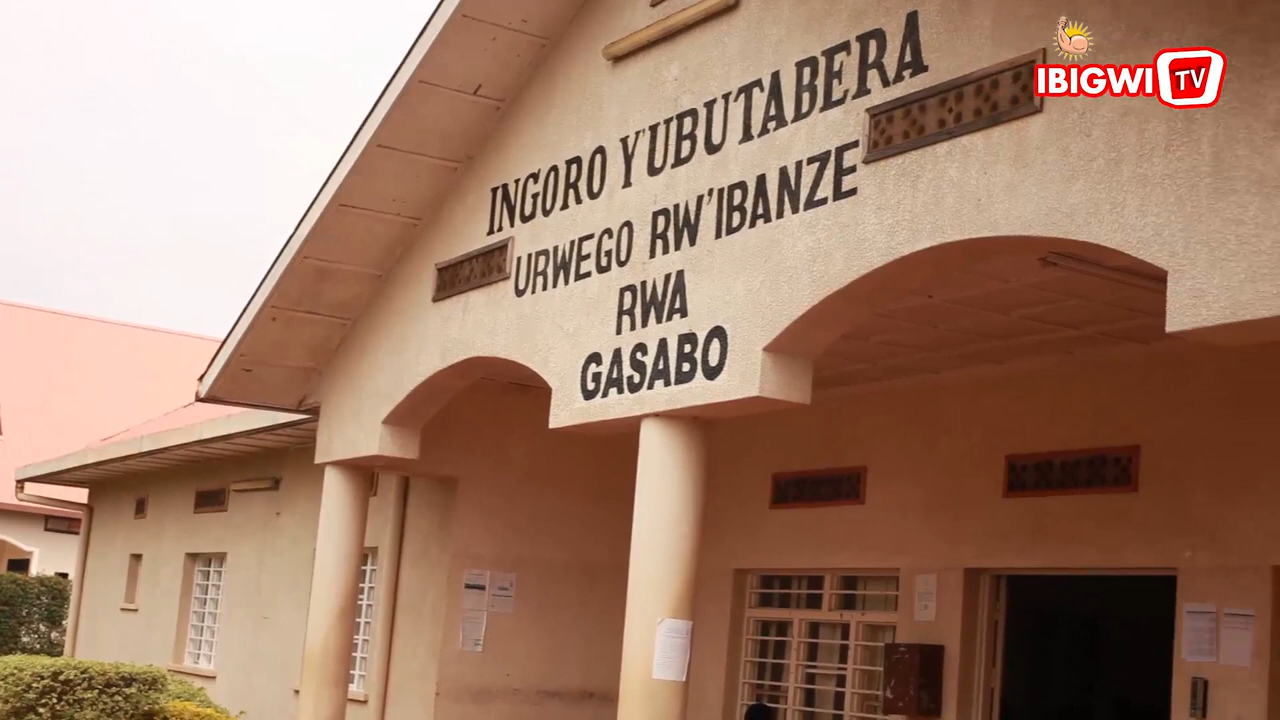 IBIGWI TV
INGORO Y'UBUTABERA
URWEGO RW'IBANZE
RWA
GASABO